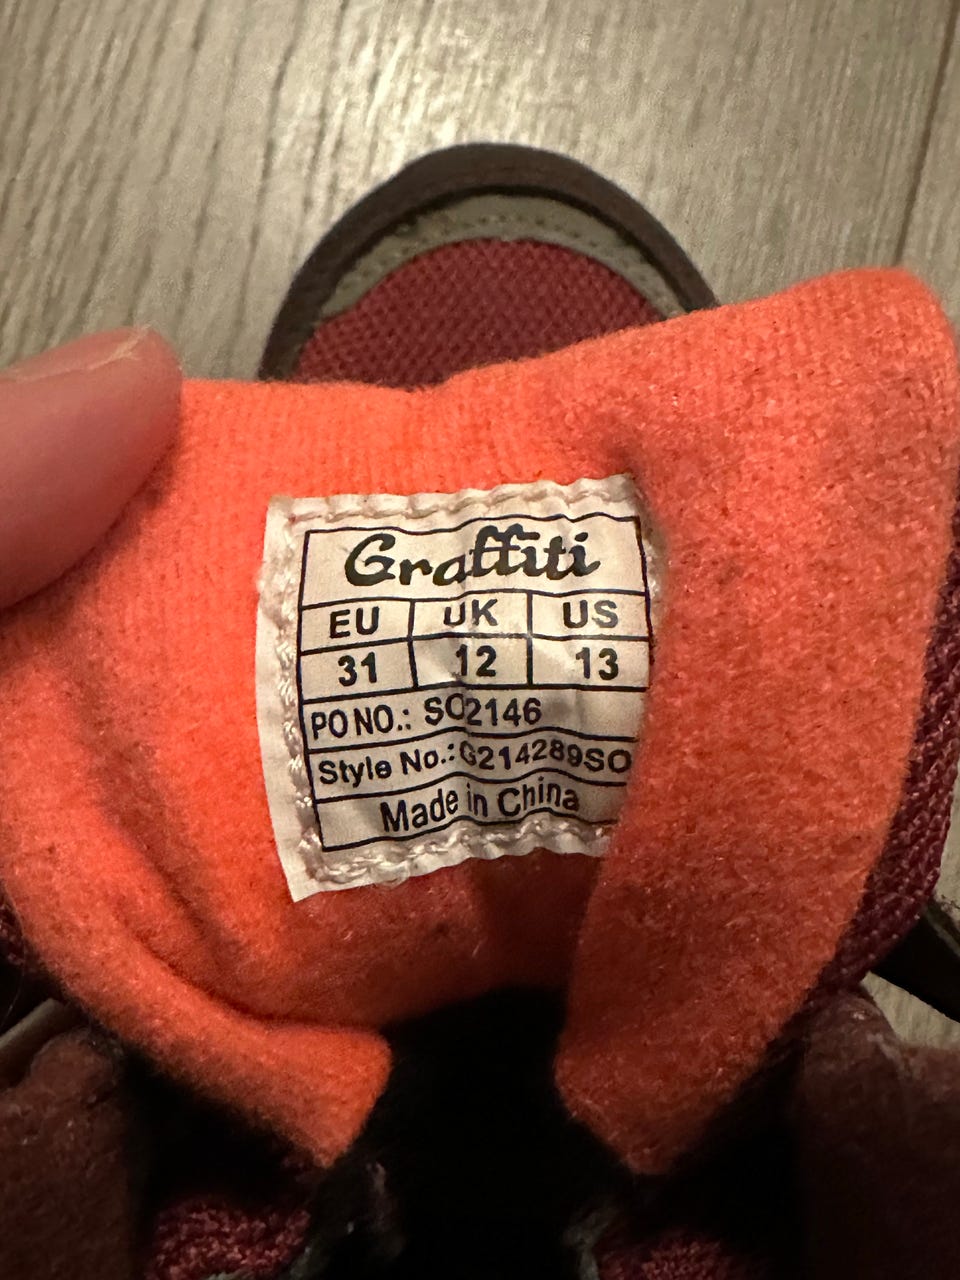 Graffiti
EU UK US
31 12 13
PO NO.: SO2146
Style No.:G214289SO
Made in China